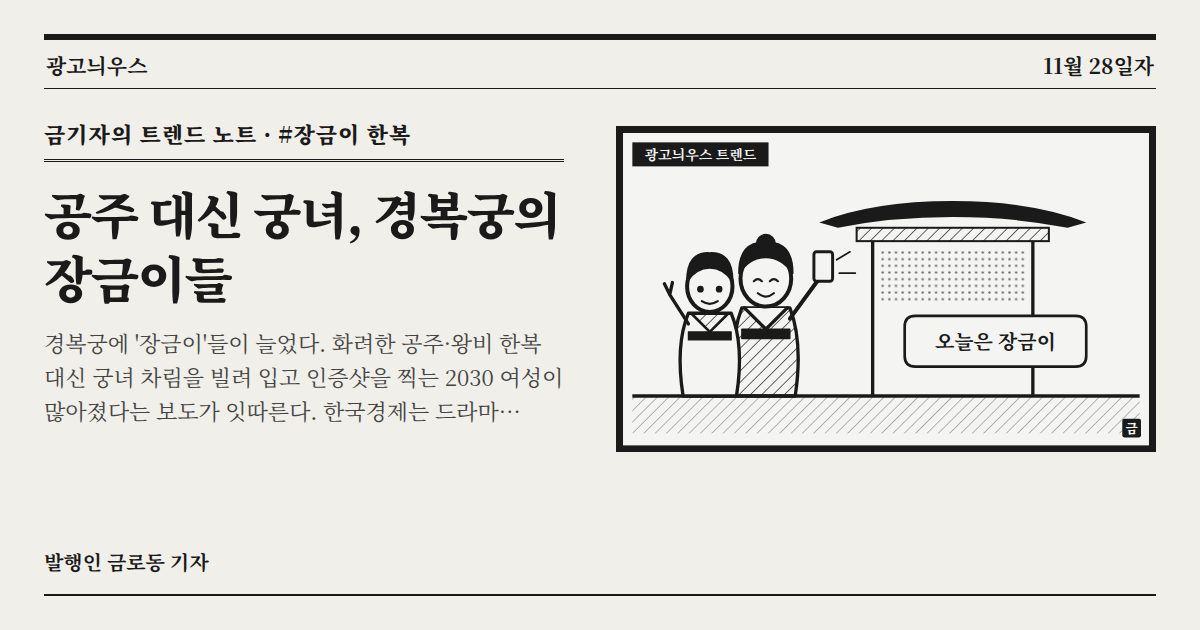 광고늬우스
11월 28일자
금기자의 트렌드 노트 · #장금이 한복
공주 대신 궁녀, 경복궁의
장금이들
경복궁에 '장금이'들이 늘었다. 화려한 공주·왕비 한복
대신 궁녀 차림을 빌려 입고 인증샷을 찍는 2030 여성이
많아졌다는 보도가 잇따른다. 한국경제는 드라마…
광고늬우스 트렌드
오늘은 장금이
금
발행인 금로동 기자